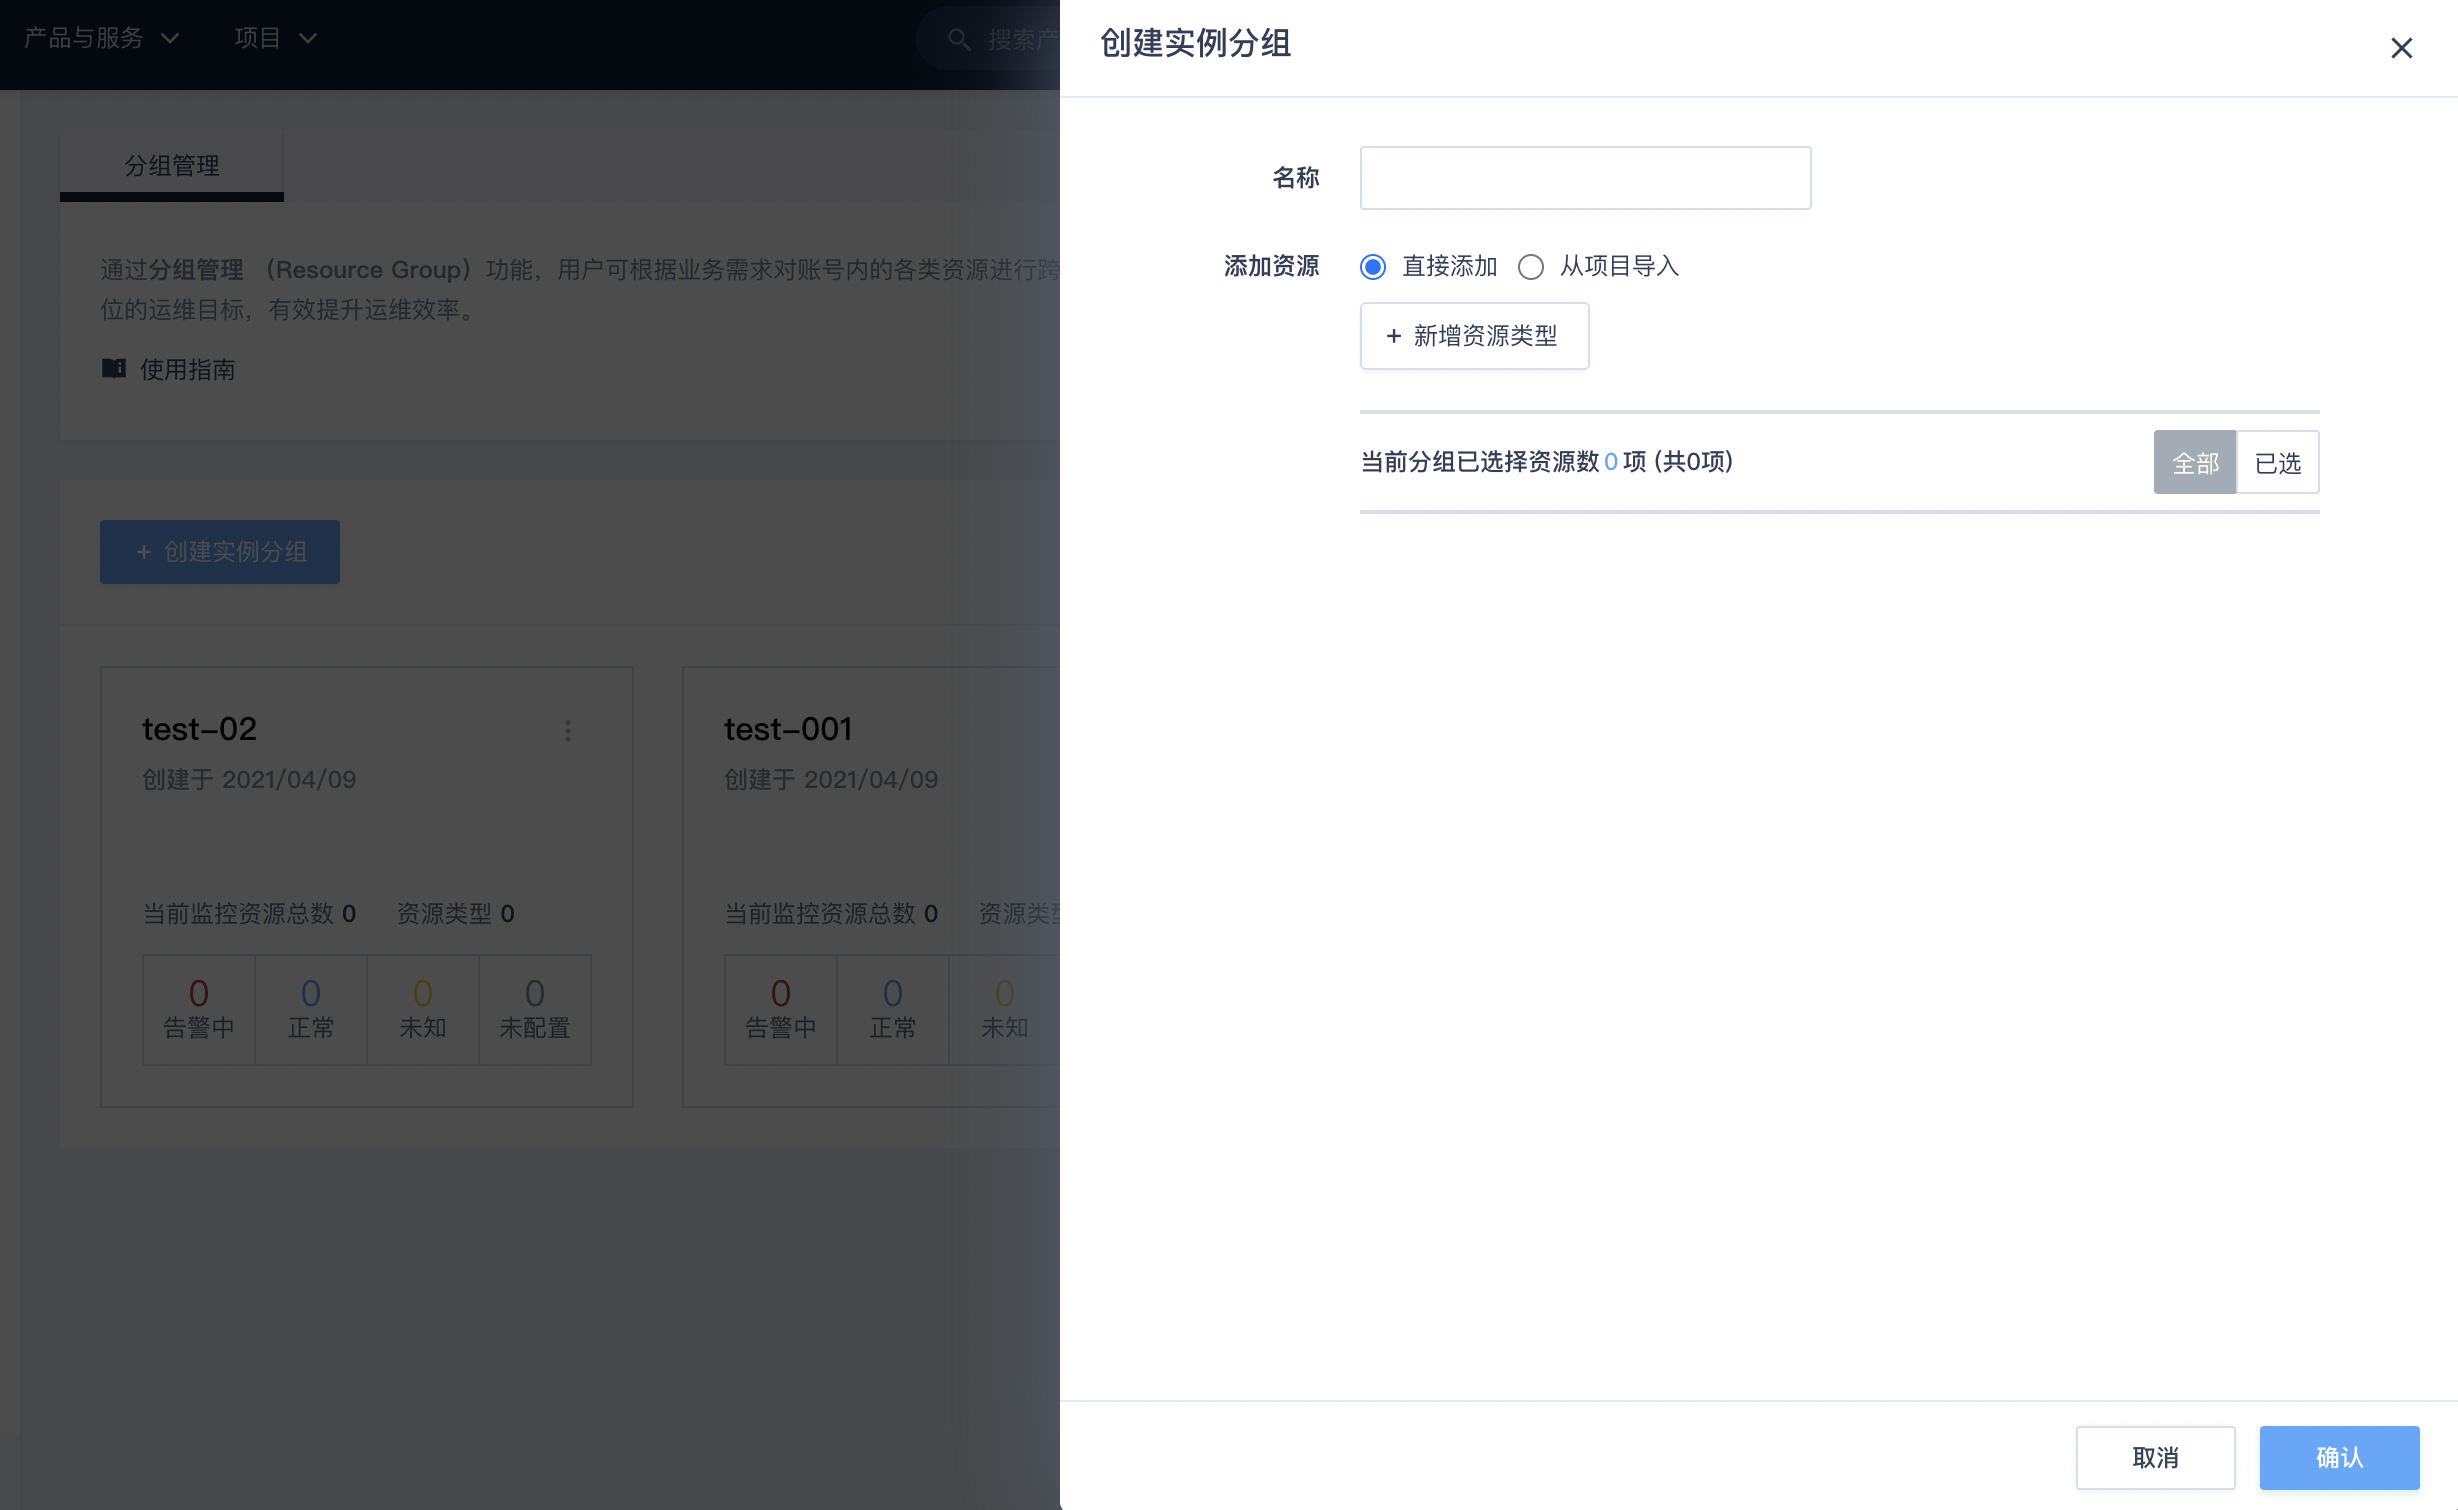 产品与服务 项目 搜索产
分组管理
通过分组管理 （Resource Group）功能，用户可根据业务需求对账号内的各类资源进行跨
位的运维目标，有效提升运维效率。
使用指南
+ 创建实例分组
test-02
创建于 2021/04/09
当前监控资源总数 0 资源类型 0
0 0 0 0
告警中 正常 未知 未配置
test-001
创建于 2021/04/09
当前监控资源总数 0 资源类型
0 0 0
告警中 正常 未知
创建实例分组
名称
添加资源 直接添加 从项目导入
+ 新增资源类型
当前分组已选择资源数 0 项 (共0项) 全部 已选
取消 确认